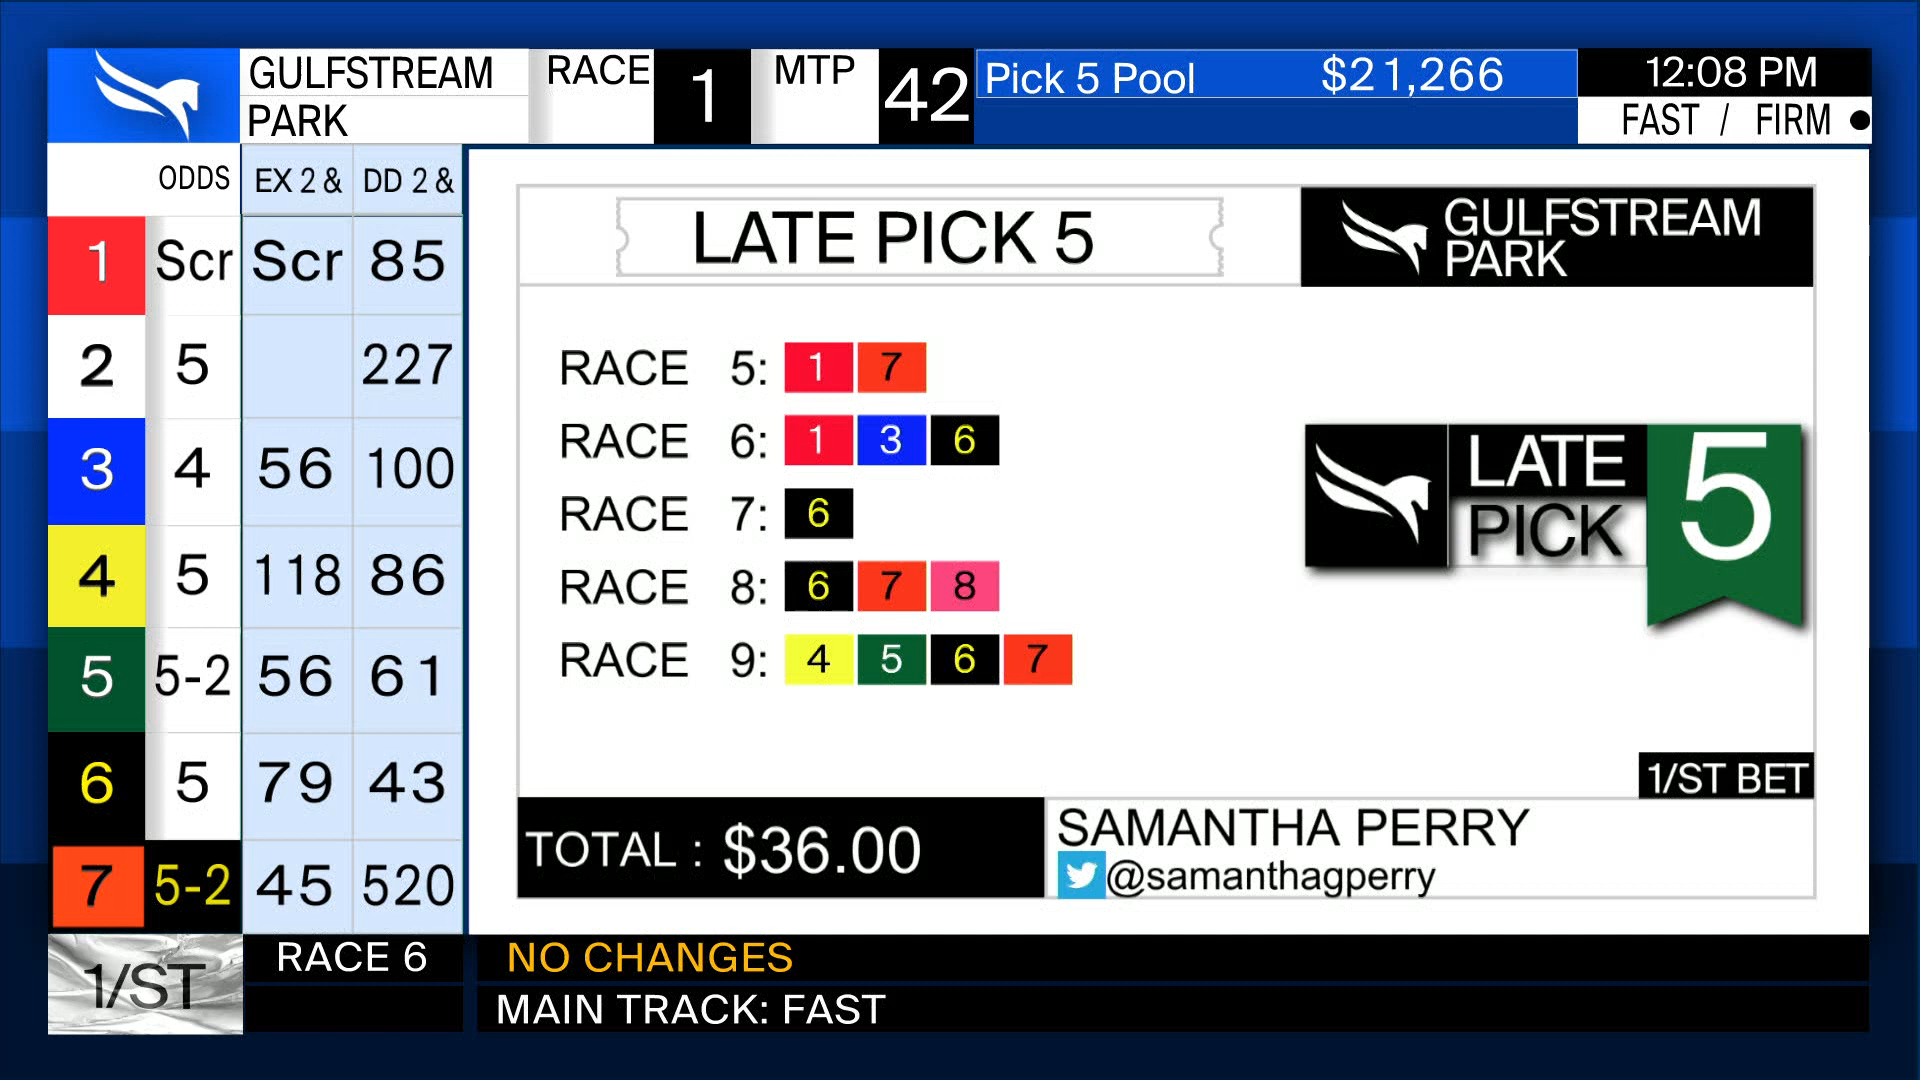 GULFSTREAM
PARK
RACE 1 MTP 42
Pick 5 Pool $21,266
12:08 PM
FAST / FIRM
ODDS EX 2 & DD 2 &
1 Scr Scr 85
2 5 227
3 4 56 100
4 5 118 86
5 5-2 56 61
6 5 79 43
7 5-2 45 520
LATE PICK 5
GULFSTREAM
PARK
RACE 5: 1 7
RACE 6: 1 3 6
RACE 7: 6
RACE 8: 6 7 8
RACE 9: 4 5 6 7
LATE
PICK
5
1/ST BET
TOTAL : $36.00
SAMANTHA PERRY
@samanthagperry
1/ST
RACE 6
NO CHANGES
MAIN TRACK: FAST